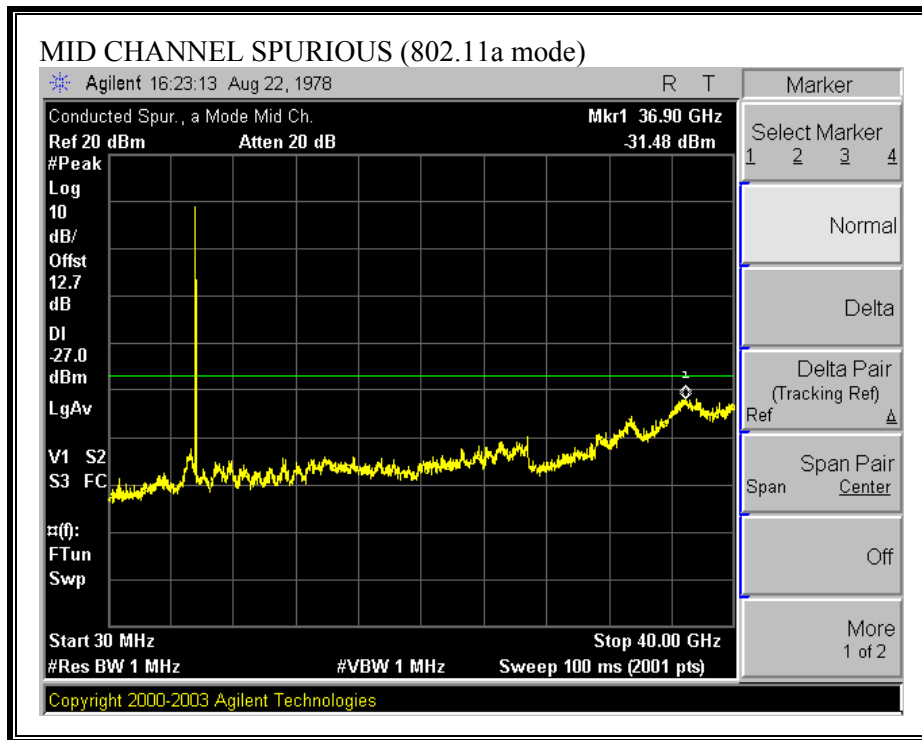 MID CHANNEL SPURIOUS (802.11a mode)
Agilent 16:23:13 Aug 22, 1978 R T
Conducted Spur., a Mode Mid Ch. Mkr1 36.90 GHz
Ref 20 dBm Atten 20 dB -31.48 dBm
#Peak
Log
10
dB/
Offst
12.7
dB
DI
-27.0
dBm
LgAv
V1 S2
S3 FC
¤(f):
FTun
Swp
1
Start 30 MHz Stop 40.00 GHz
#Res BW 1 MHz #VBW 1 MHz Sweep 100 ms (2001 pts)
Copyright 2000-2003 Agilent Technologies
Marker
Select Marker
1 2 3 4
Normal
Delta
Delta Pair
(Tracking Ref)
Ref Δ
Span Pair
Span Center
Off
More
1 of 2